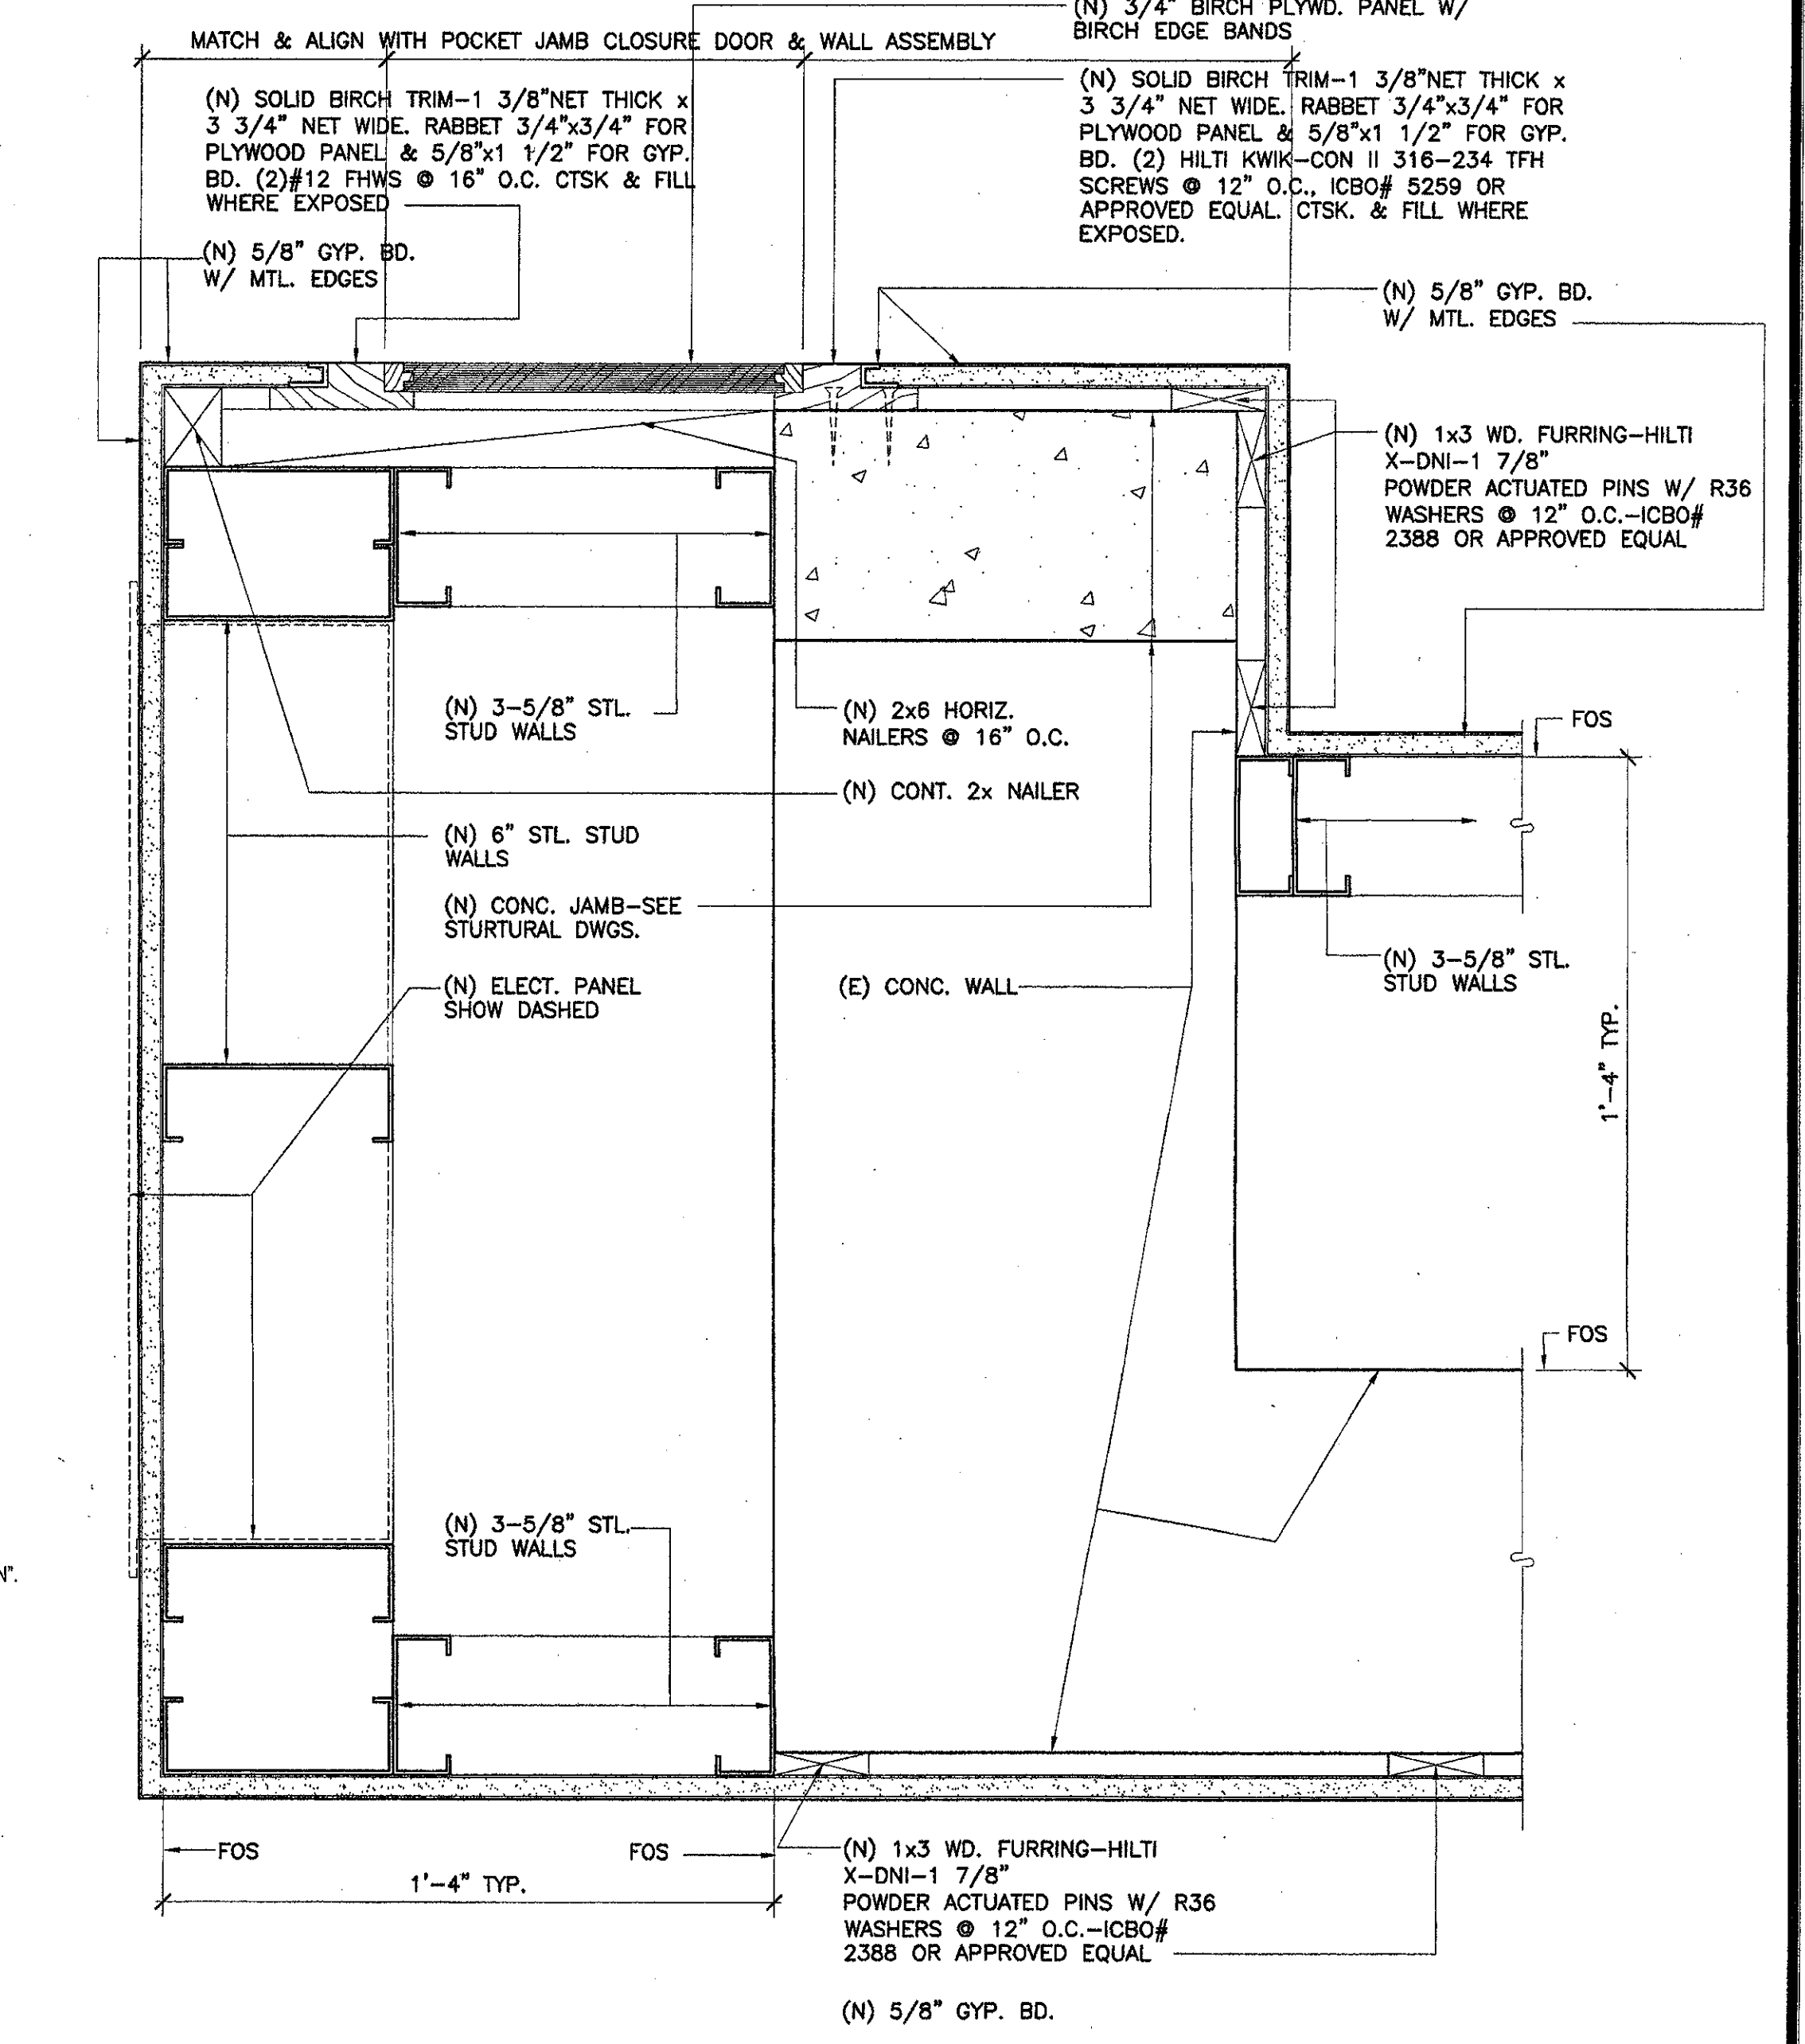 (N) 3/4" BIRCH PLYWD. PANEL W/
BIRCH EDGE BANDS
MATCH & ALIGN WITH POCKET JAMB CLOSURE DOOR & WALL ASSEMBLY
(N) SOLID BIRCH TRIM-1 3/8"NET THICK x
3 3/4" NET WIDE. RABBET 3/4"x3/4" FOR
PLYWOOD PANEL & 5/8"x1 1/2" FOR GYP.
BD. (2)#12 FHWS @ 16" O.C. CTSK & FILL
WHERE EXPOSED
(N) SOLID BIRCH TRIM-1 3/8"NET THICK x
3 3/4" NET WIDE. RABBET 3/4"x3/4" FOR
PLYWOOD PANEL & 5/8"x1 1/2" FOR GYP.
BD. (2) HILTI KWIK-CON II 316-234 TFH
SCREWS @ 12" O.C., ICBO# 5259 OR
APPROVED EQUAL. CTSK. & FILL WHERE
EXPOSED.
(N) 5/8" GYP. BD.
W/ MTL. EDGES
(N) 5/8" GYP. BD.
W/ MTL. EDGES
(N) 1x3 WD. FURRING-HILTI
X-DNI-1 7/8"
POWDER ACTUATED PINS W/ R36
WASHERS @ 12" O.C.-ICBO#
2388 OR APPROVED EQUAL
(N) 3-5/8" STL.
STUD WALLS
(N) 2x6 HORIZ.
NAILERS @ 16" O.C.
FOS
(N) CONT. 2x NAILER
(N) 6" STL. STUD
WALLS
(N) CONC. JAMB-SEE
STURTURAL DWGS.
(N) 3-5/8" STL.
STUD WALLS
(N) ELECT. PANEL
SHOW DASHED
(E) CONC. WALL
1'-4" TYP.
FOS
(N) 3-5/8" STL.
STUD WALLS
N".
FOS
FOS
1'-4" TYP.
(N) 1x3 WD. FURRING-HILTI
X-DNI-1 7/8"
POWDER ACTUATED PINS W/ R36
WASHERS @ 12" O.C.-ICBO#
2388 OR APPROVED EQUAL
(N) 5/8" GYP. BD.